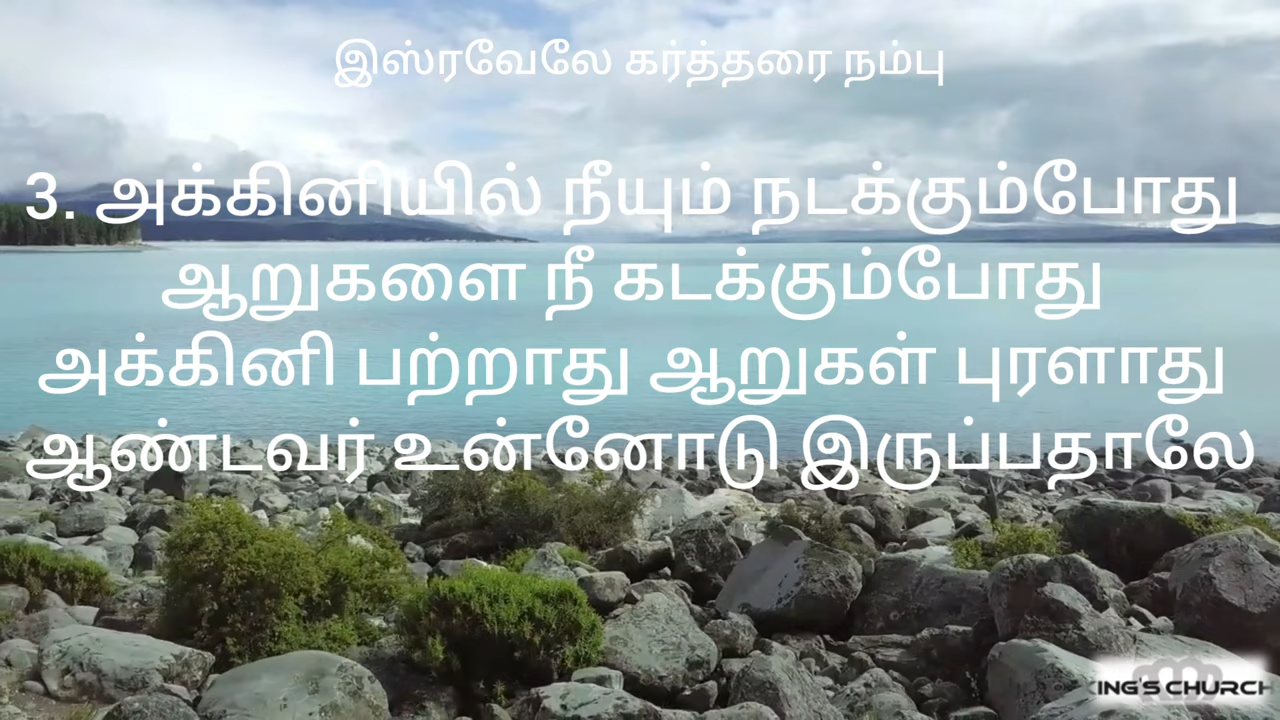 இஸ்ரவேலே கர்த்தரை நம்பு
3. அக்கினியில் நீயும் நடக்கும்போது
ஆறுகளை நீ கடக்கும்போது
அக்கினி பற்றாது ஆறுகள் புரளாது
ஆண்டவர் உன்னோடு இருப்பதாலே
KING'S CHURCH